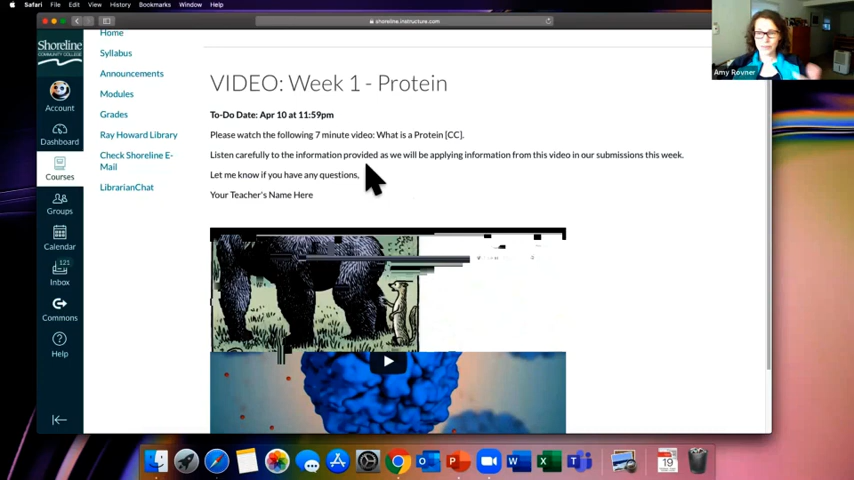 Safari File Edit View History Bookmarks Window Help
shoreline.instructure.com
Amy Rovner
Shoreline
COMMUNITY COLLEGE
Account
Dashboard
Courses
Groups
Calendar
121
Inbox
Commons
Help
Home
Syllabus
Announcements
Modules
Grades
Ray Howard Library
Check Shoreline E-
Mail
LibrarianChat
VIDEO: Week 1 - Protein
To-Do Date: Apr 10 at 11:59pm
Please watch the following 7 minute video: What is a Protein [CC].
Listen carefully to the information provided as we will be applying information from this video in our submissions this week.
Let me know if you have any questions,
Your Teacher's Name Here
19